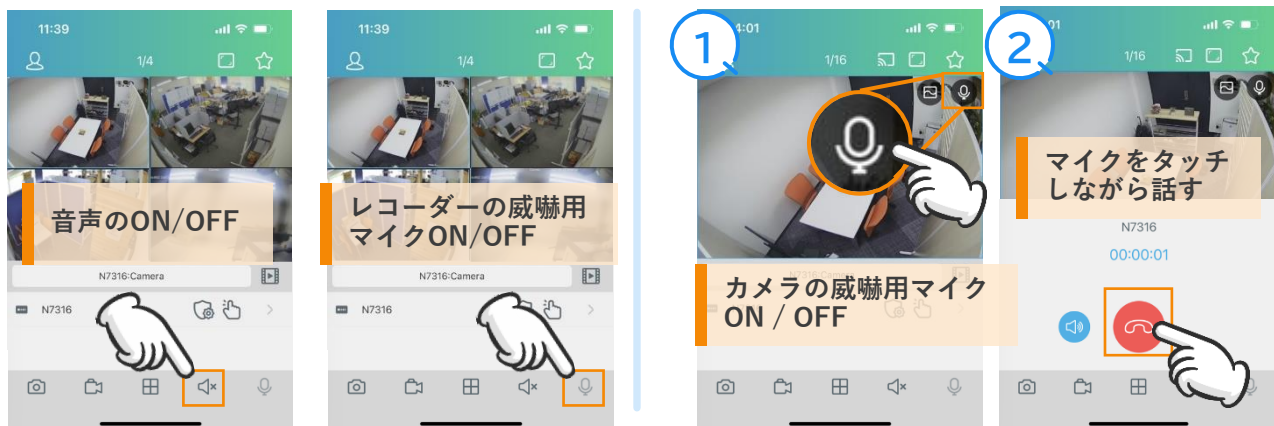 11:39
1/4
音声のON/OFF
N7316:Camera
N7316
11:39
1/4
レコーダーの威嚇用
マイクON/OFF
N7316:Camera
N7316
1
4:01
1/16
カメラの威嚇用マイク
ON / OFF
2
01
1/16
マイクをタッチ
しながら話す
N7316
00:00:01